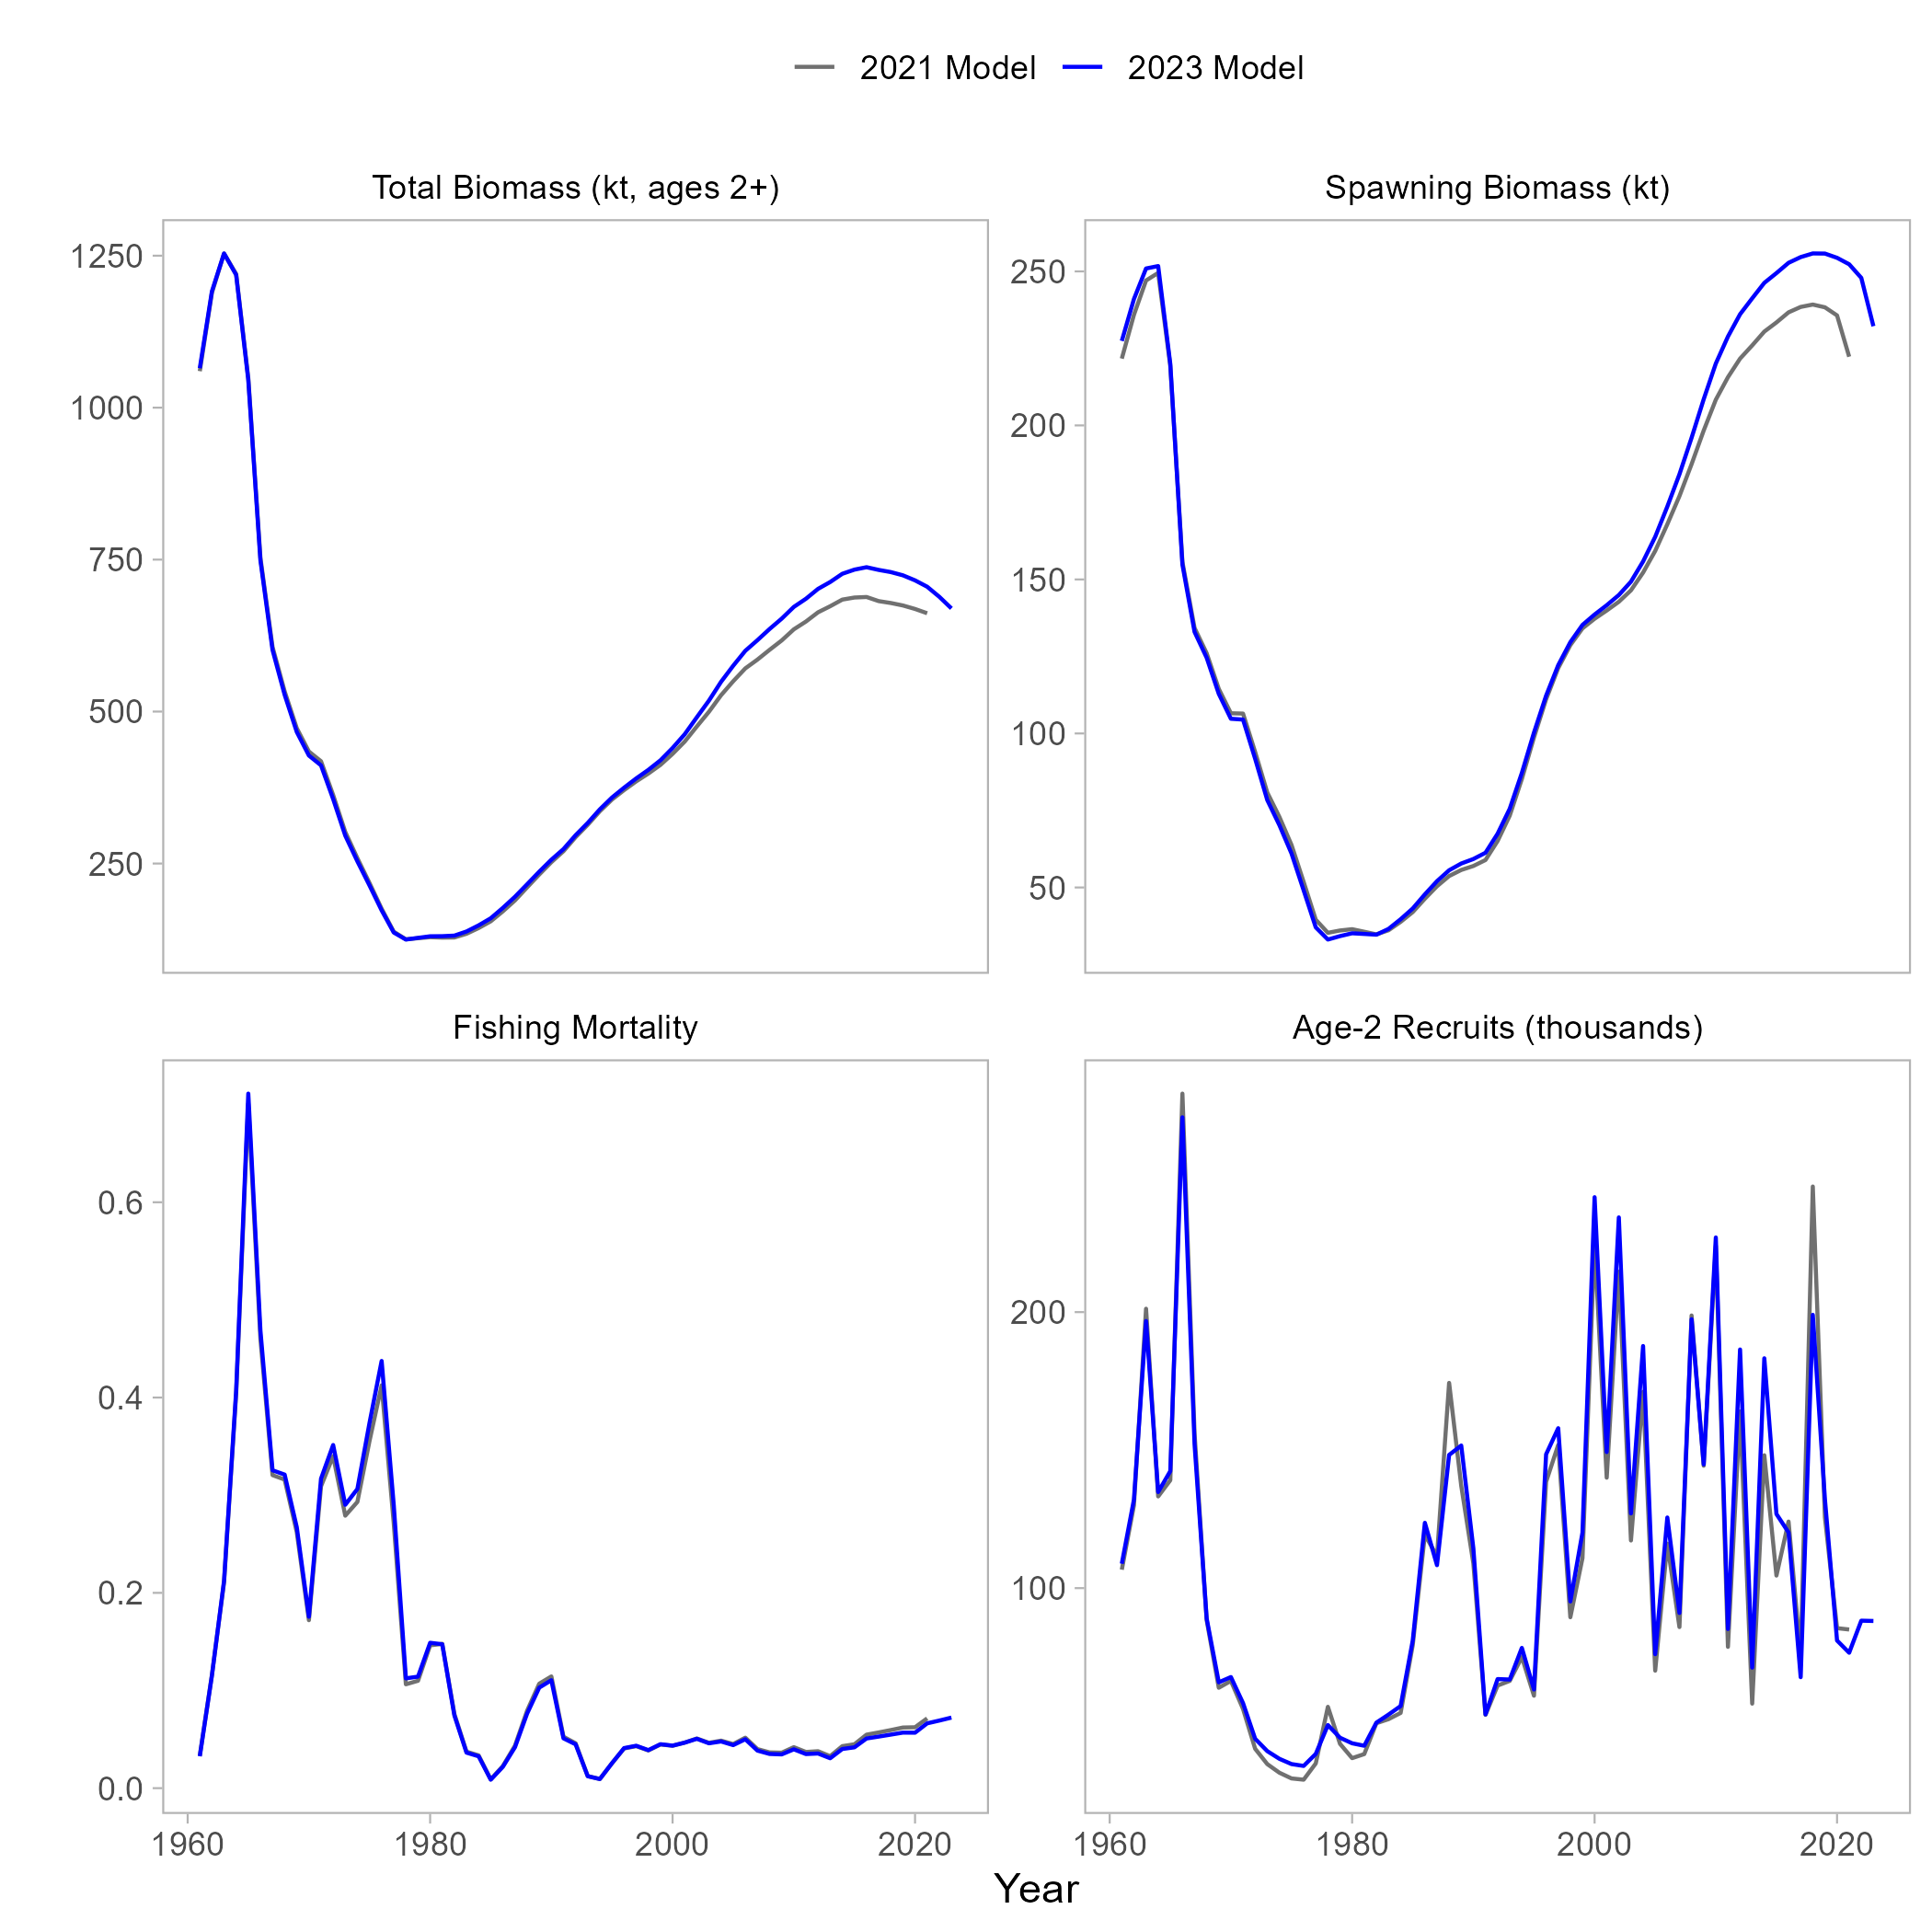 2021 Model 2023 Model
Total Biomass (kt, ages 2+)
Spawning Biomass (kt)
1250
1000
750
500
250
250
200
150
100
50
Fishing Mortality
Age-2 Recruits (thousands)
0.6
0.4
0.2
0.0
200
100
1960 1980 2000 2020
1960 1980 2000 2020
Year